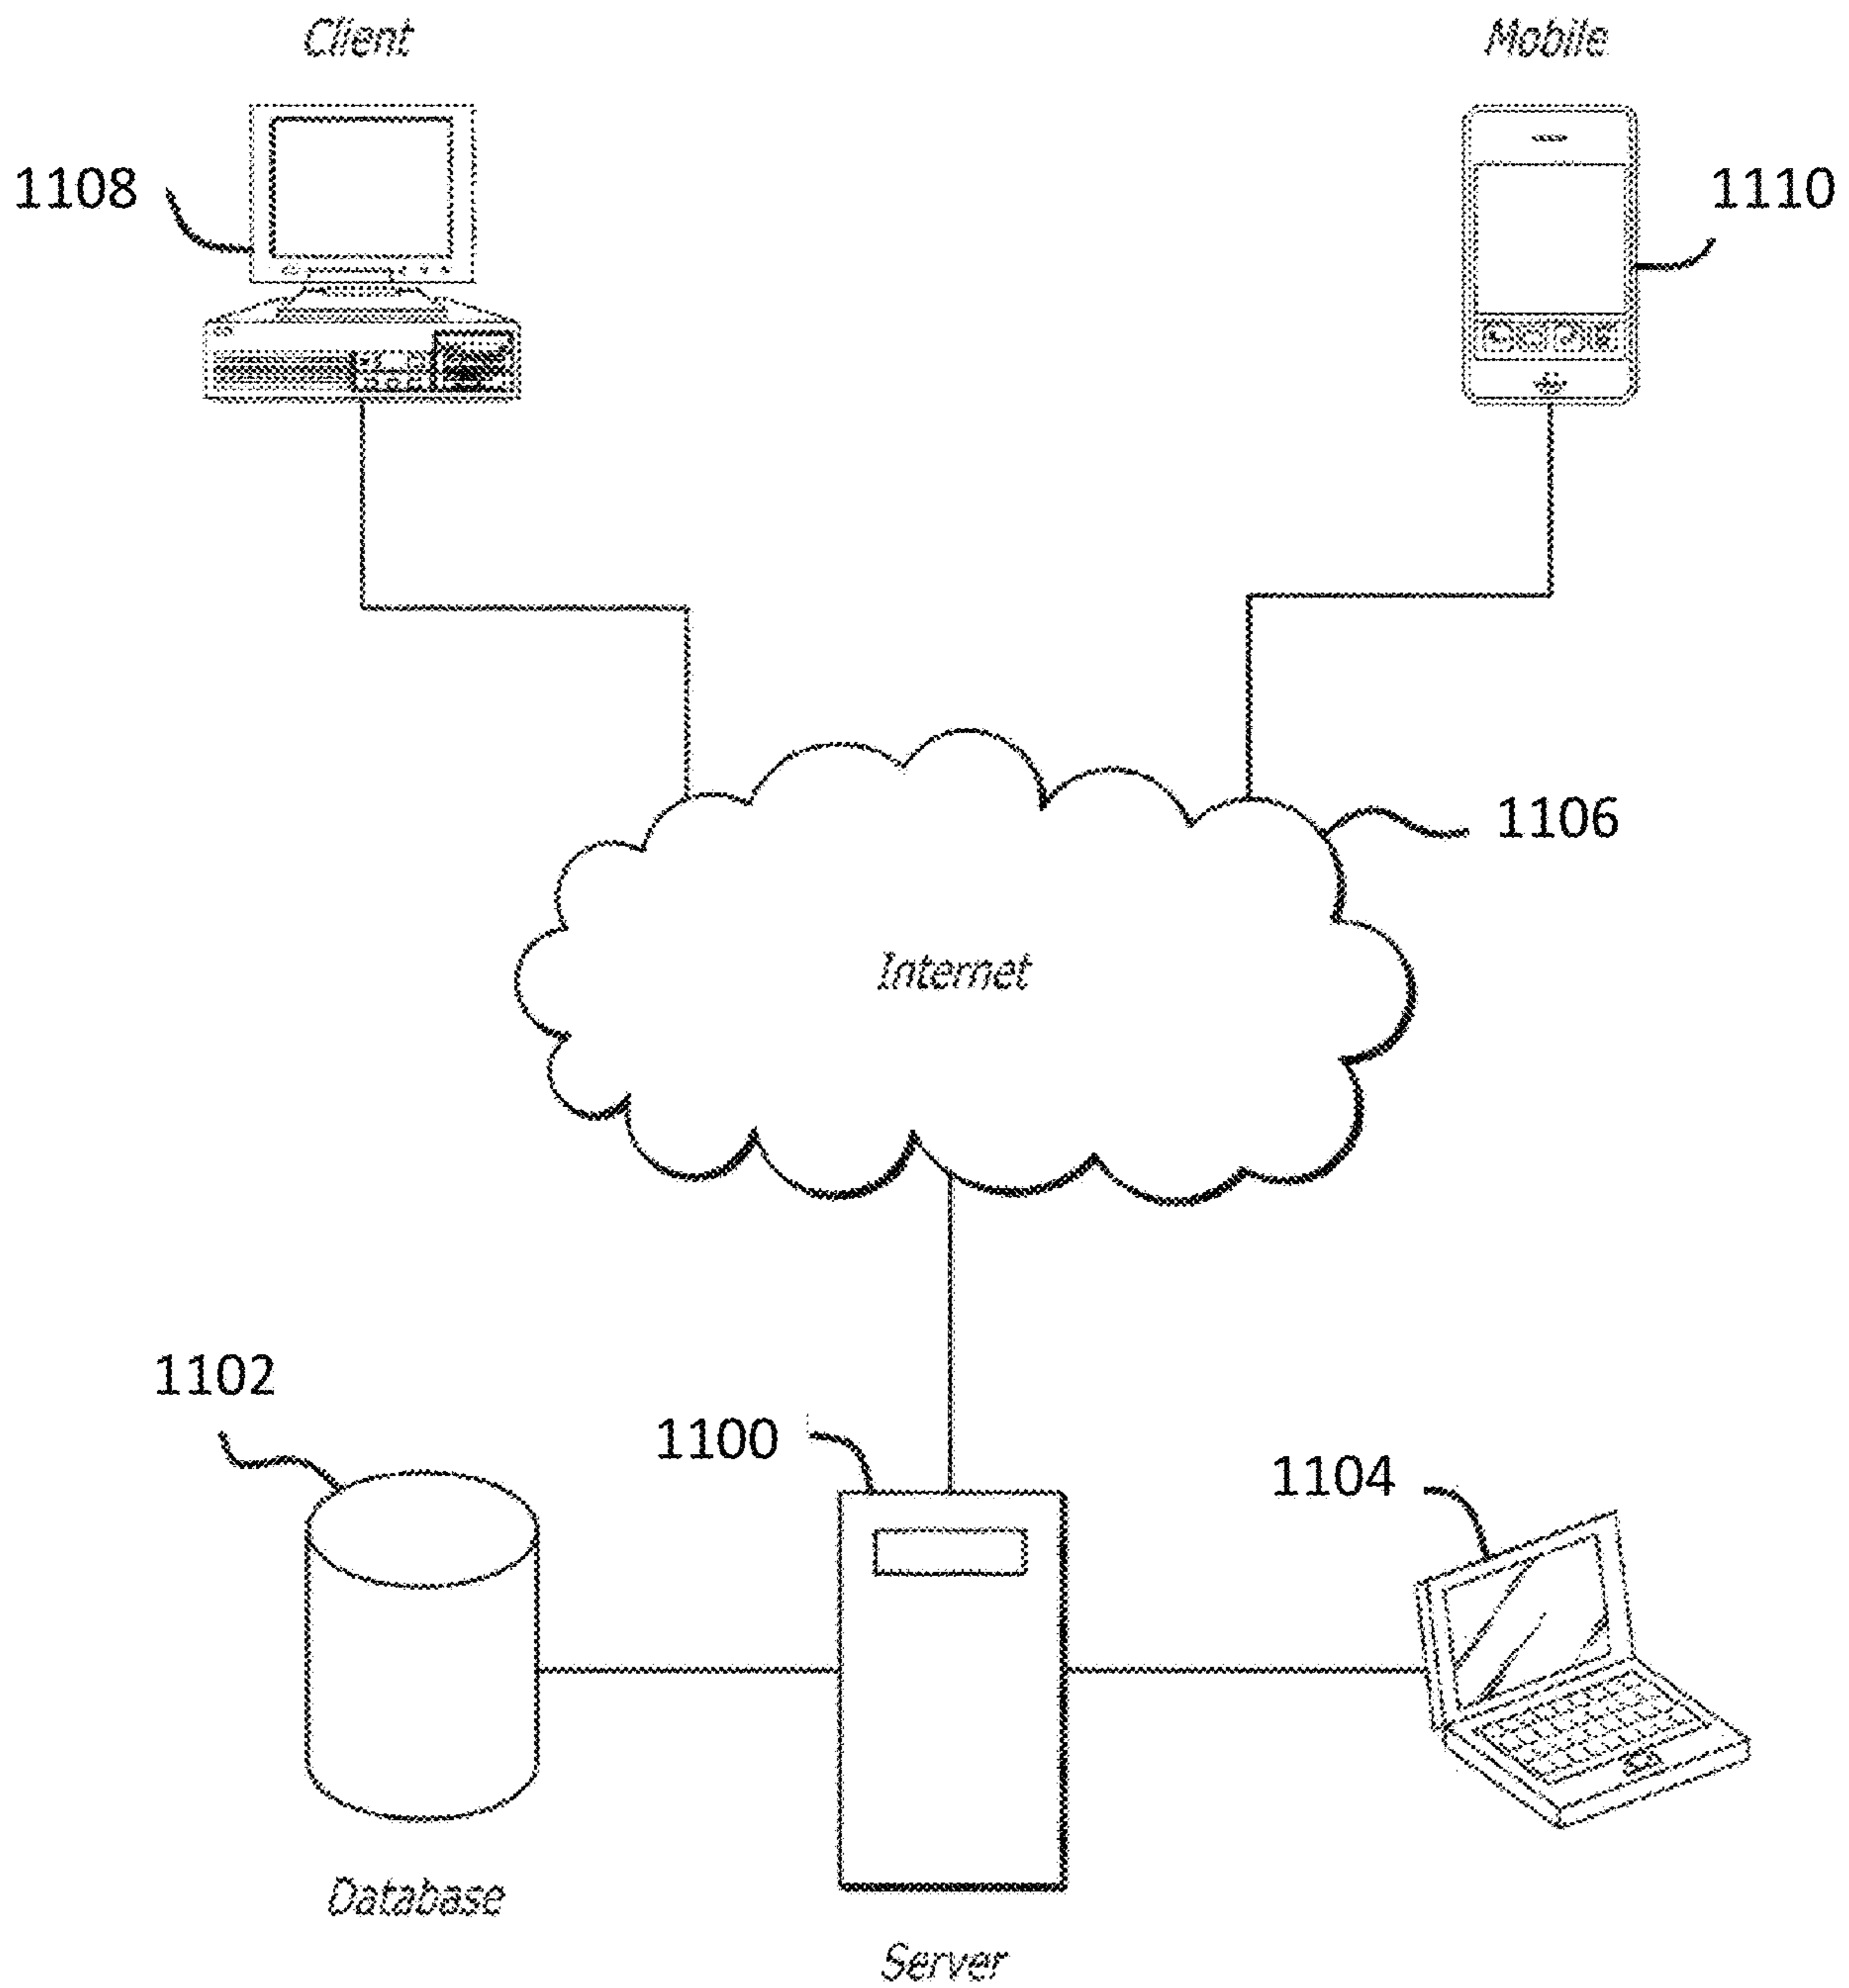 Client
Mobile
1108
1110
1106
Internet
1102
1100
1104
Database
Server